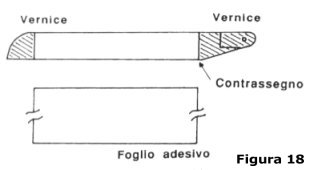 Vernice
Vernice
Contrassegno
Foglio adesivo
Figura 18